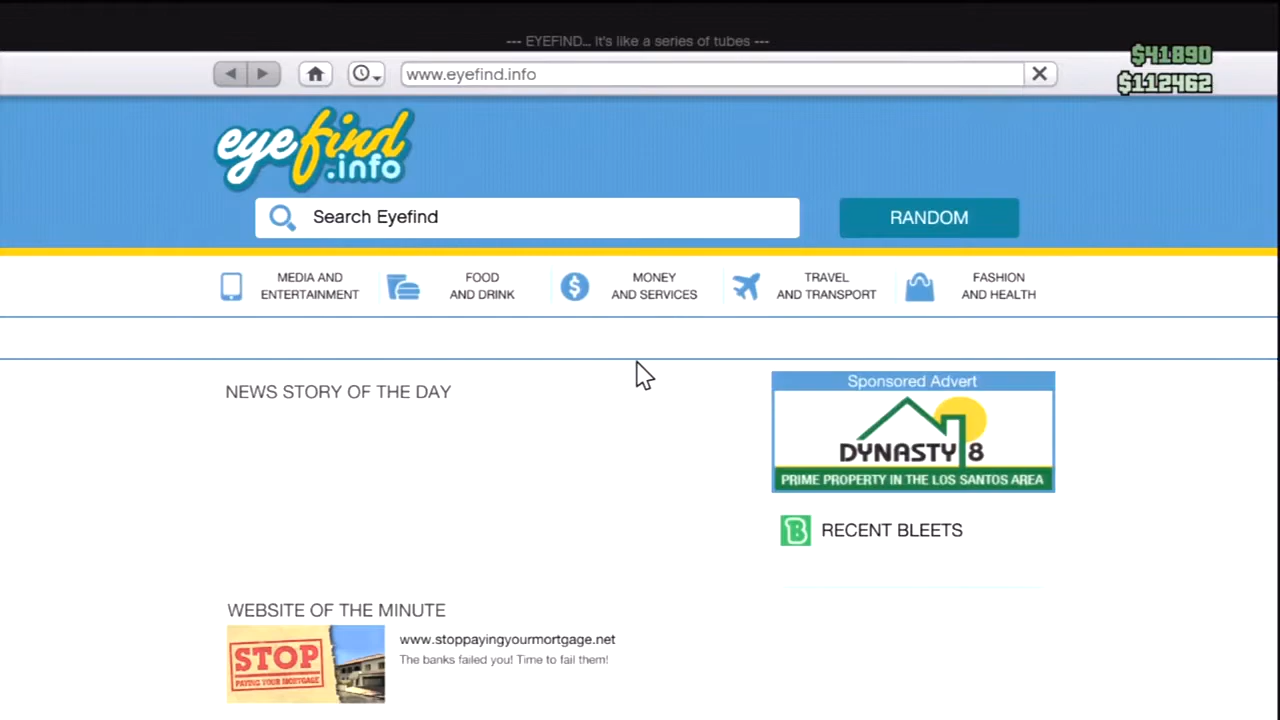 --- EYEFIND... It's like a series of tubes ---
www.eyefind.info
$41890
$112462
eyefind
.info
Search Eyefind
RANDOM
MEDIA AND
ENTERTAINMENT
FOOD
AND DRINK
MONEY
AND SERVICES
TRAVEL
AND TRANSPORT
FASHION
AND HEALTH
NEWS STORY OF THE DAY
Sponsored Advert
DYNASTY 8
PRIME PROPERTY IN THE LOS SANTOS AREA
B RECENT BLEETS
WEBSITE OF THE MINUTE
STOP
PAYING YOUR MORTGAGE
www.stoppayingyourmortgage.net
The banks failed you! Time to fail them!